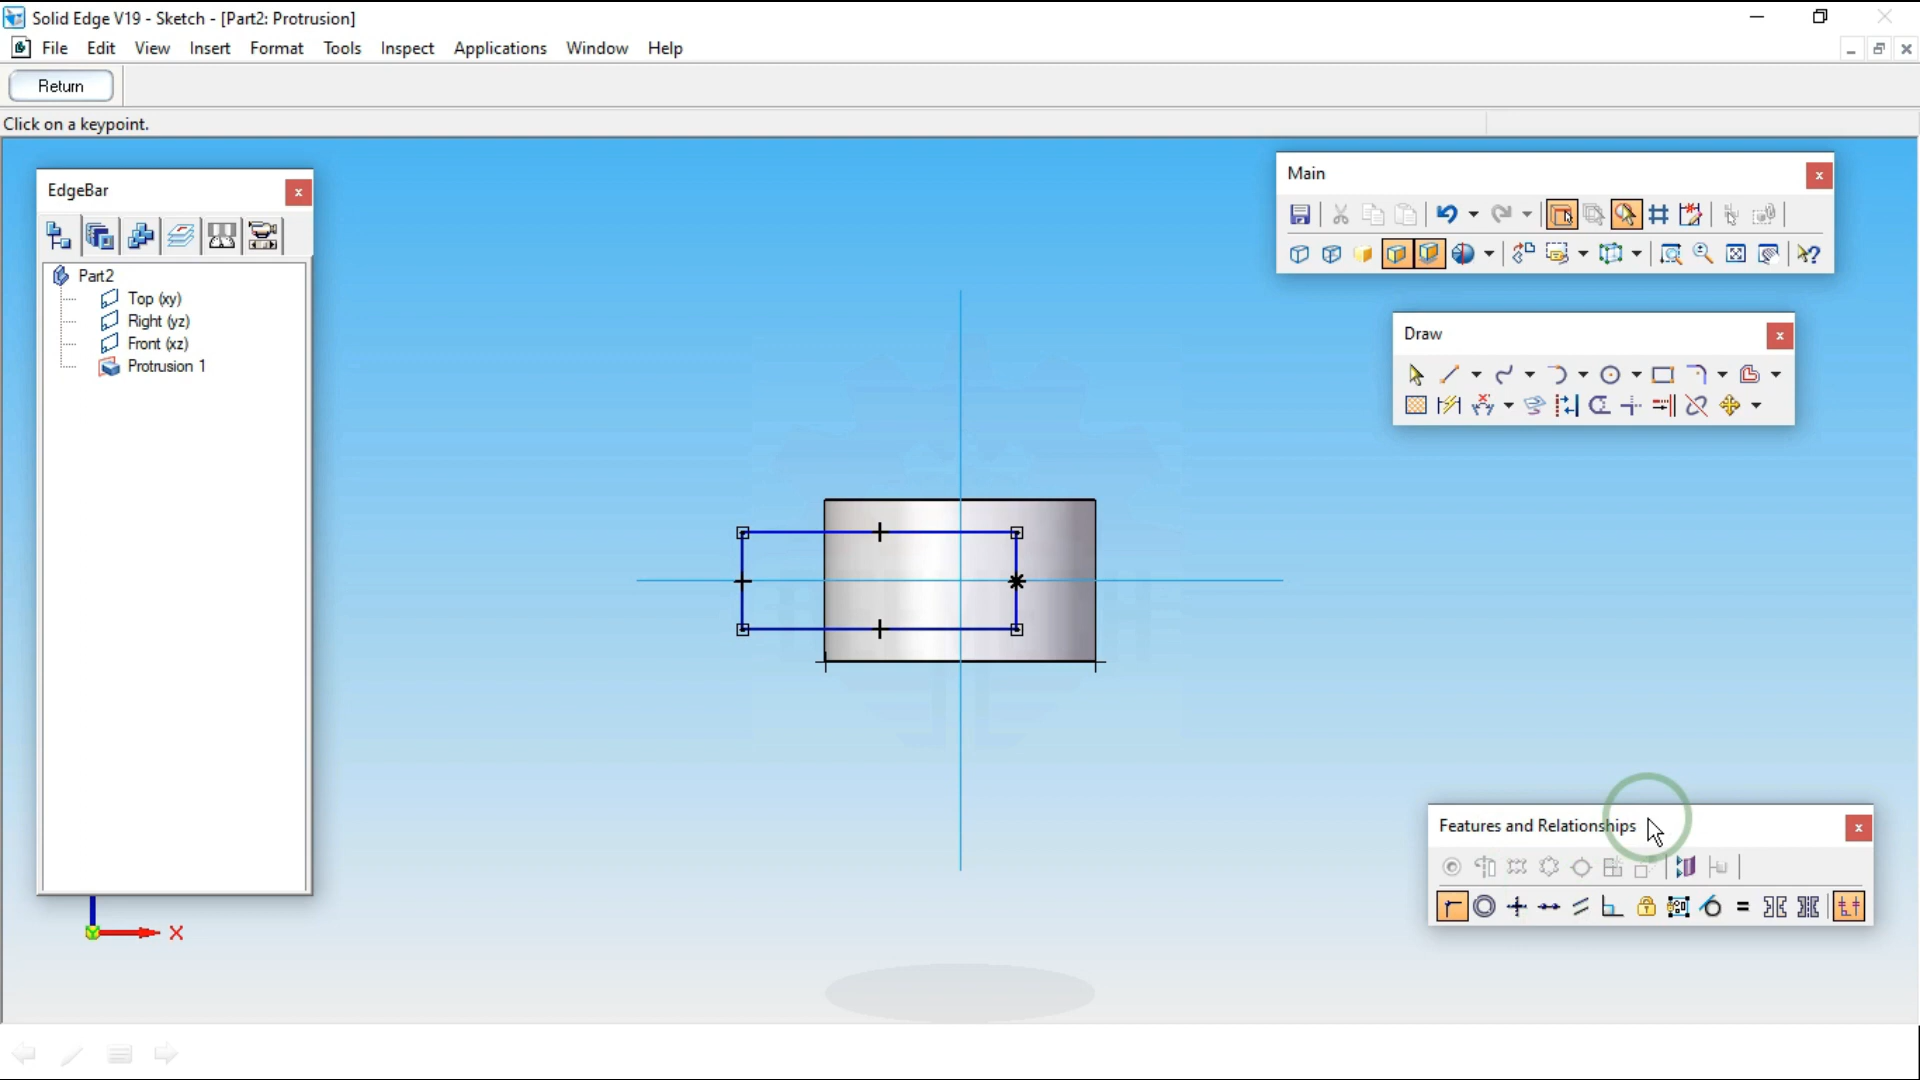 Solid Edge V19 - Sketch - [Part2: Protrusion]
File Edit View Insert Format Tools Inspect Applications Window Help
Return
Click on a keypoint.
EdgeBar
Part2
Top (xy)
Right (yz)
Front (xz)
Protrusion 1
Main
Draw
Features and Relationships
X